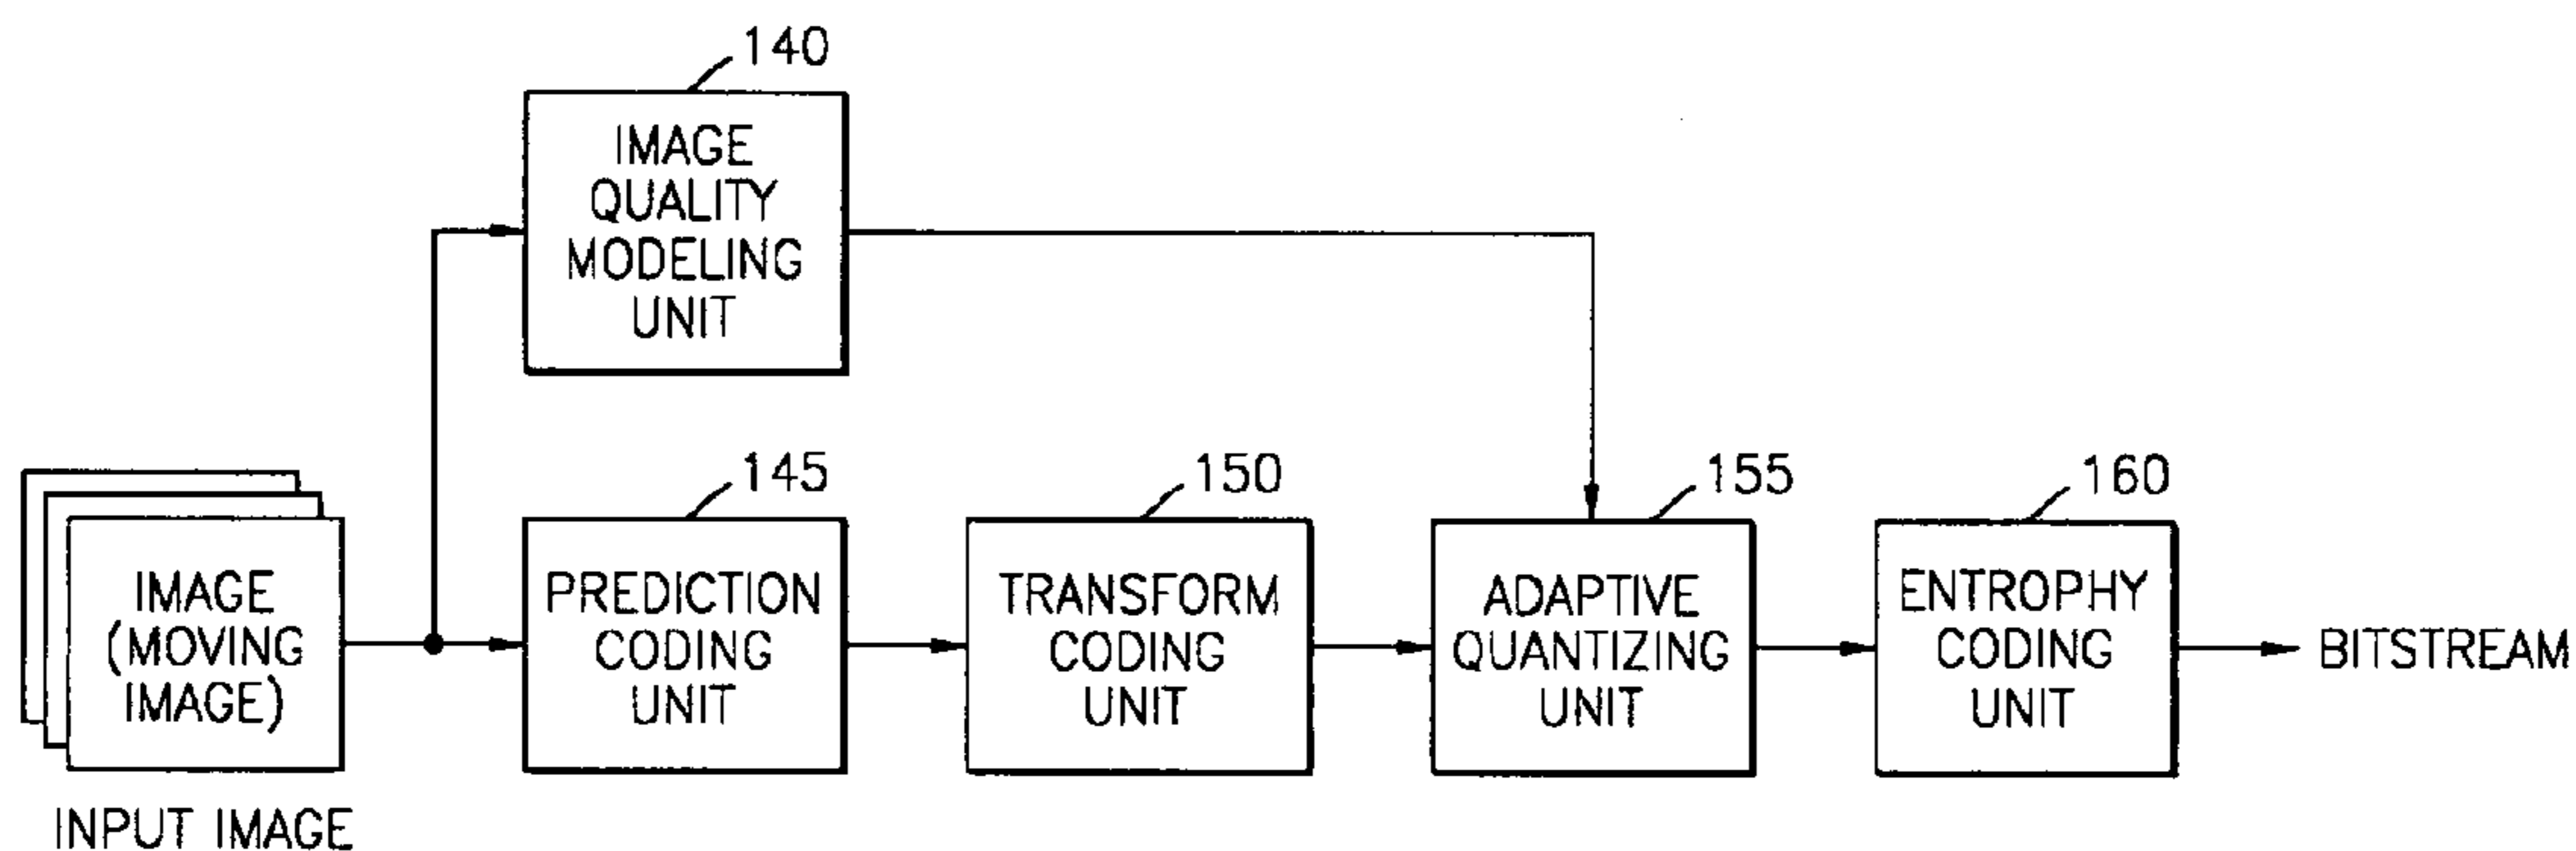 140
IMAGE
QUALITY
MODELING
UNIT
145
150
155
160
IMAGE
(MOVING
IMAGE)
PREDICTION
CODING
UNIT
TRANSFORM
CODING
UNIT
ADAPTIVE
QUANTIZING
UNIT
ENTROPHY
CODING
UNIT
BITSTREAM
INPUT IMAGE